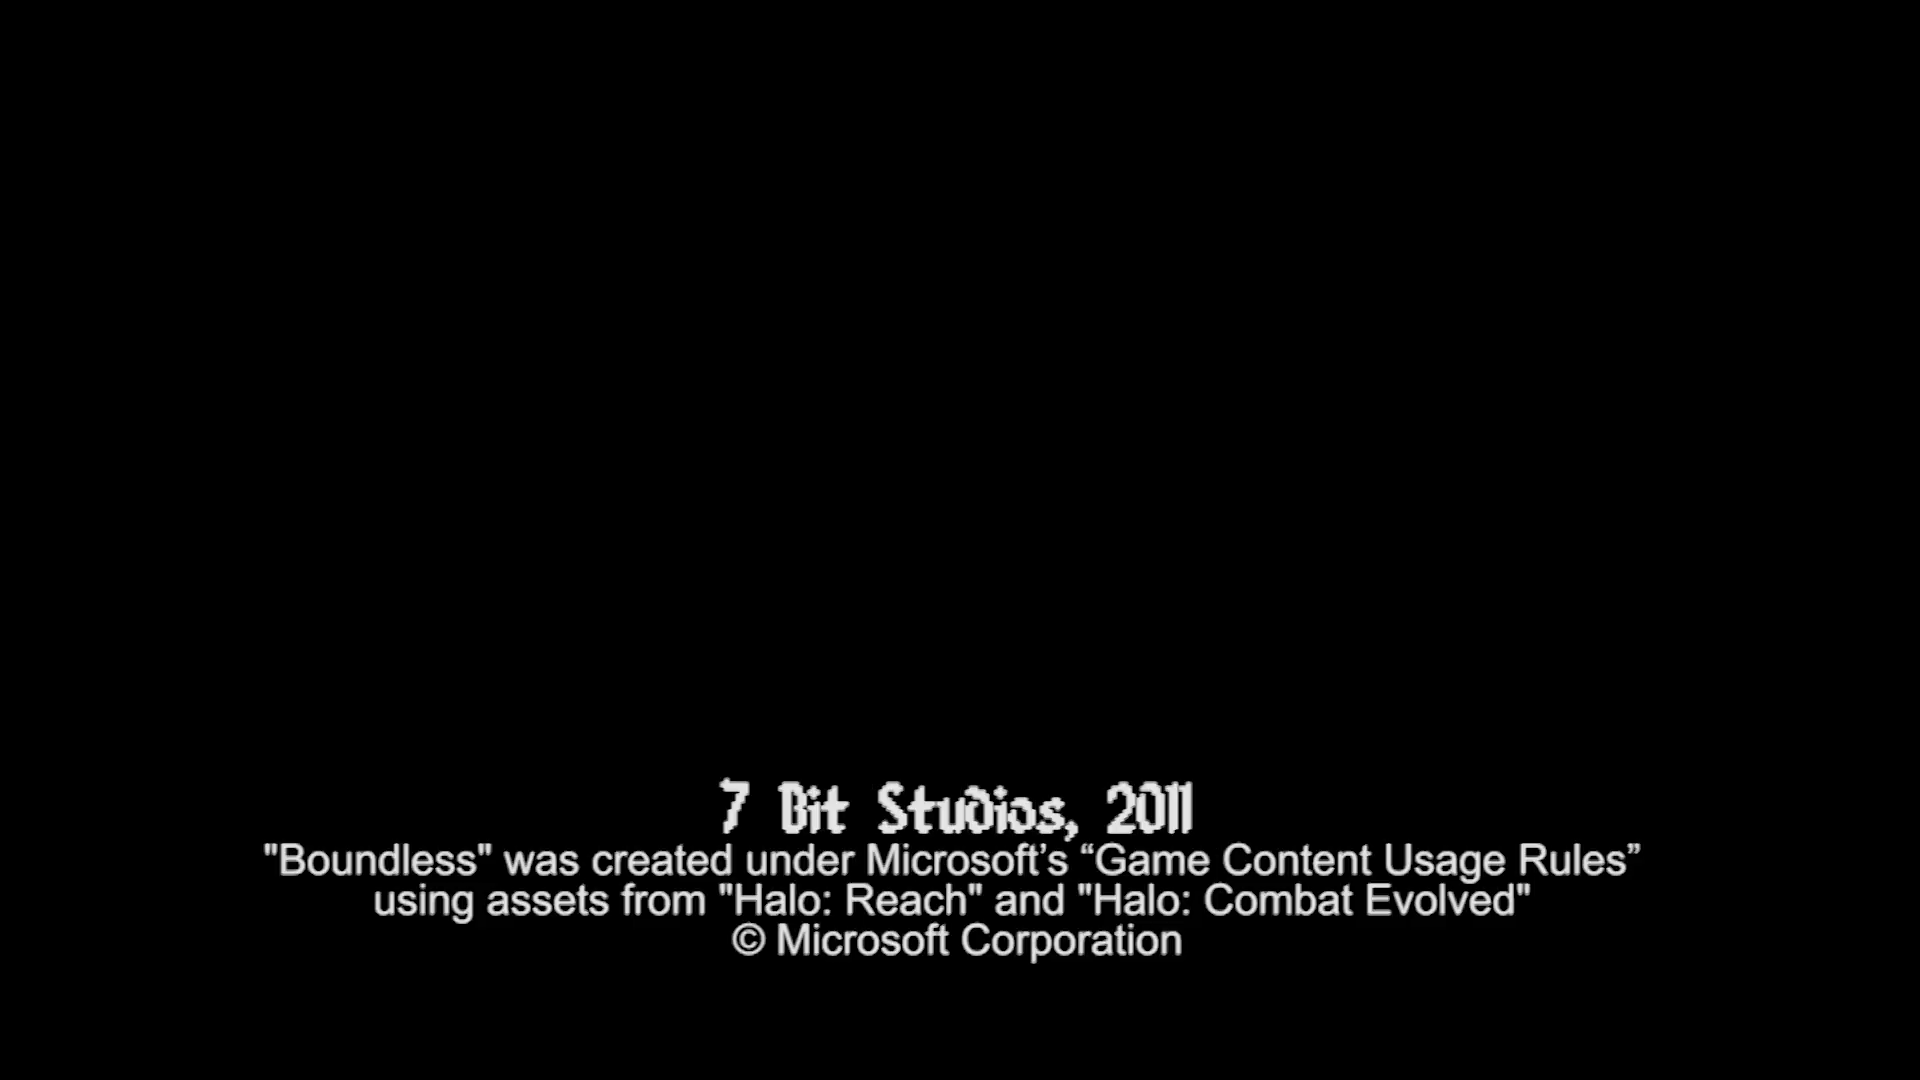 7 Bit Studios, 2011
"Boundless" was created under Microsoft’s “Game Content Usage Rules”
using assets from "Halo: Reach" and "Halo: Combat Evolved"
© Microsoft Corporation